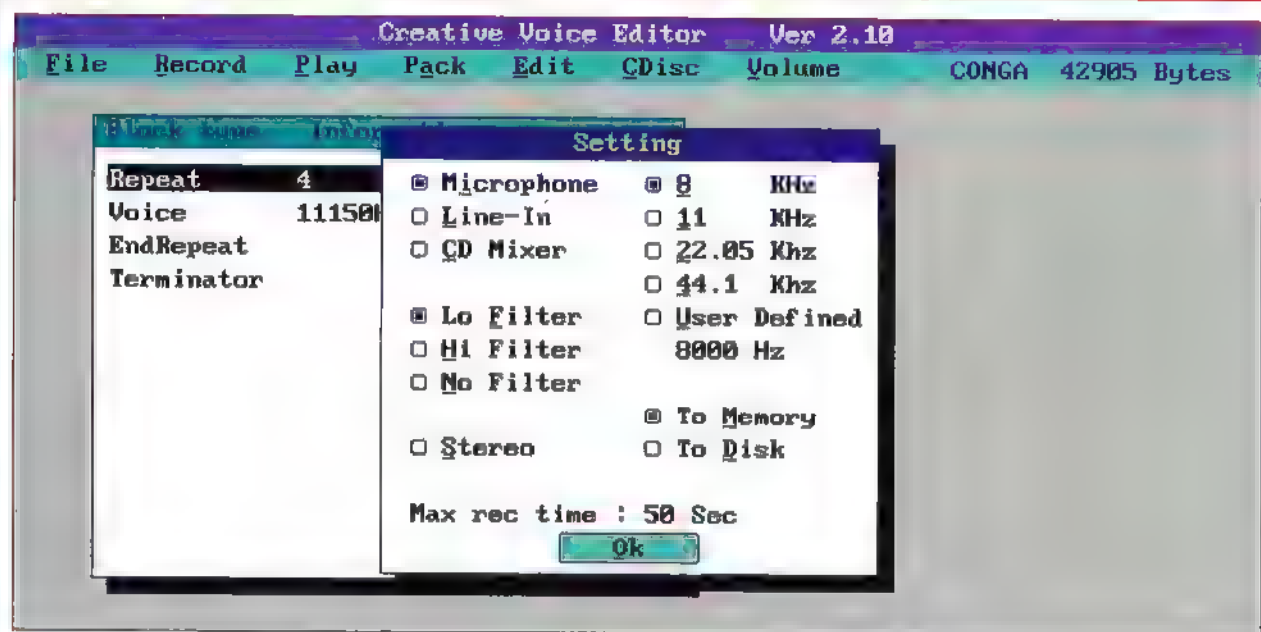 Creative Voice Editor Ver 2.10
File Record Play Pack Edit CDisc Volume CONGA 42905 Bytes
Block type
Setting
Repeat 4
Voice 11150H
EndRepeat
Terminator
Microphone
Line-In
CD Mixer
Lo Filter
Hi Filter
No Filter
Stereo
8 KHz
11 KHz
22.05 Khz
44.1 Khz
User Defined
8000 Hz
To Memory
To Disk
Max rec time : 50 Sec
Ok